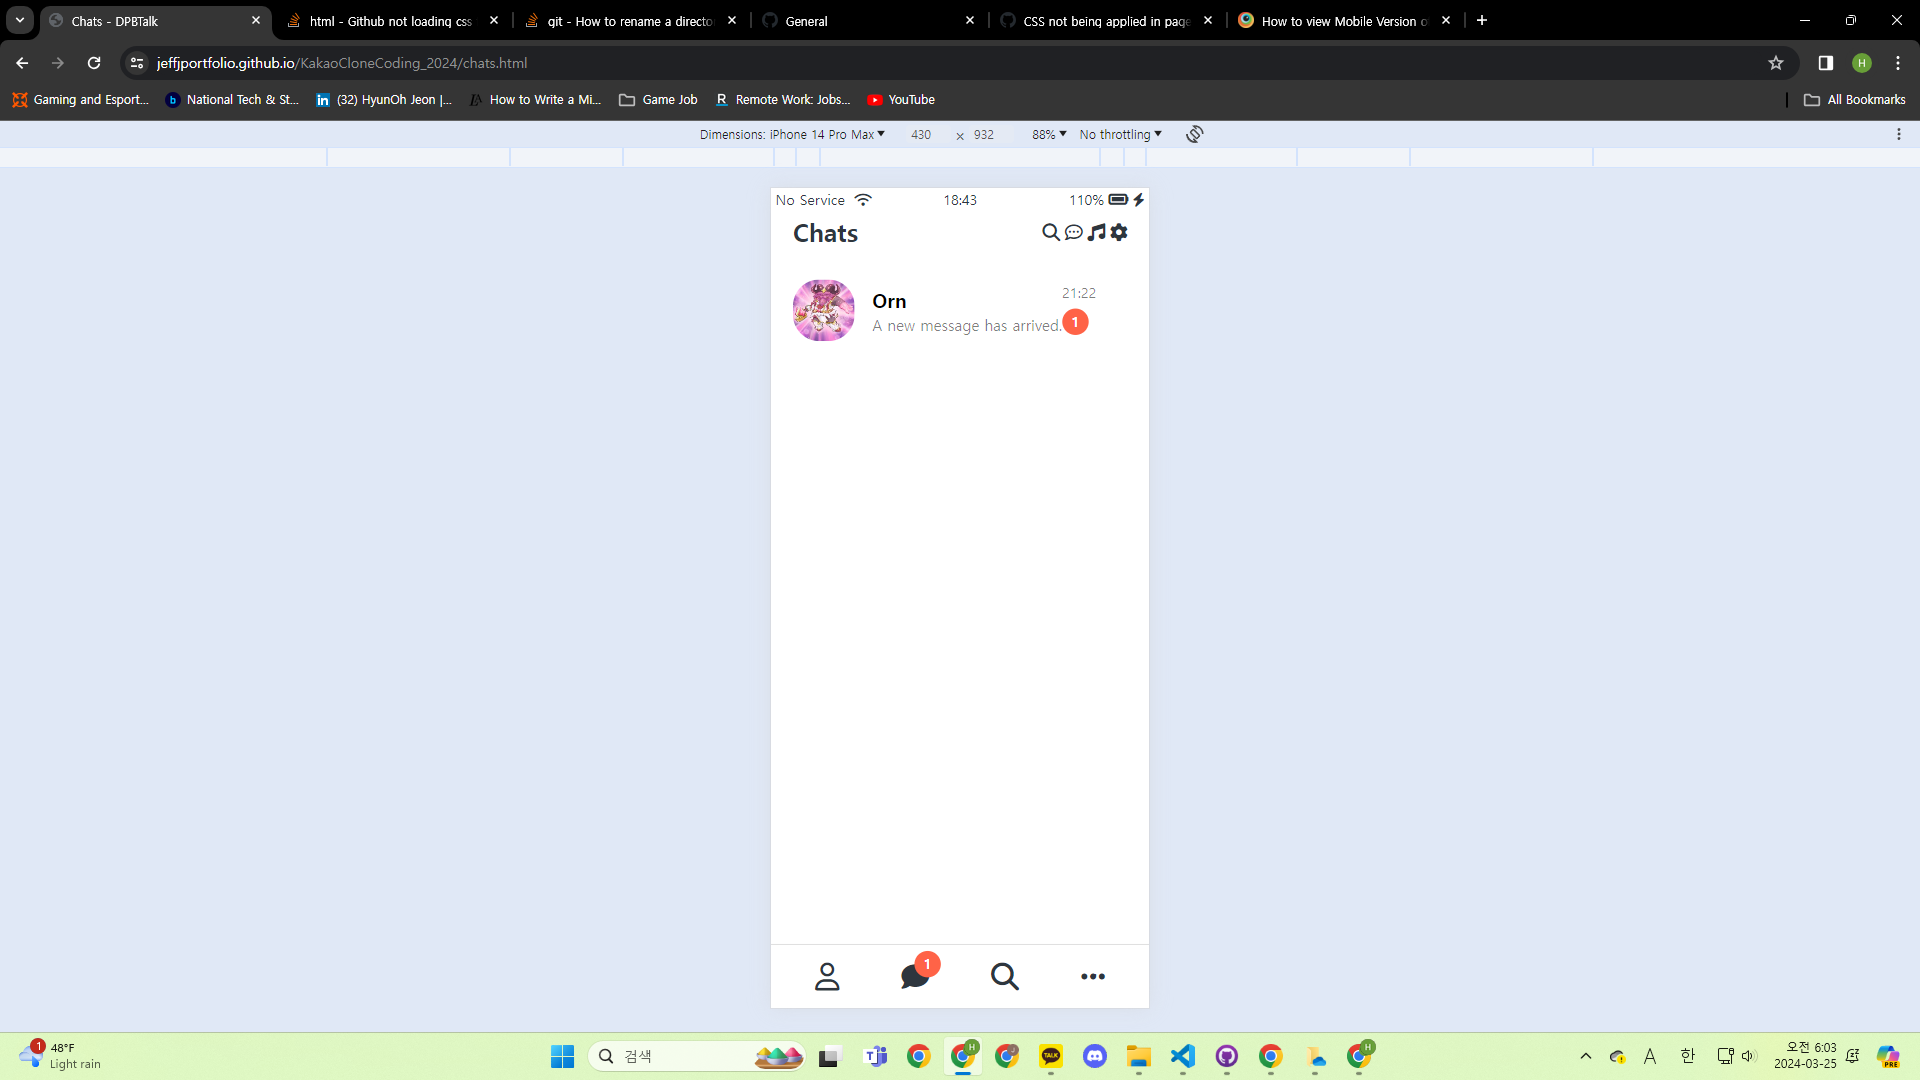 Chats - DPBTalk
html - Github not loading css
git - How to rename a directo
General
CSS not being applied in page
How to view Mobile Version o
jeffjportfolio.github.io/KakaoCloneCoding_2024/chats.html
H
Gaming and Esport...
National Tech & St...
(32) HyunOh Jeon |...
How to Write a Mi...
Game Job
Remote Work: Jobs...
YouTube
All Bookmarks
Dimensions: iPhone 14 Pro Max
430
×
932
88%
No throttling
No Service
18:43
110%
Chats
Orn
21:22
A new message has arrived.
1
1
1
48°F
Light rain
검색
H
TALK
H
A
한
오전 6:03
2024-03-25
PRE